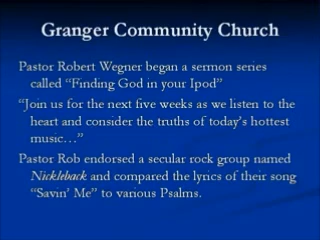 Granger Community Church
Pastor Robert Wegner began a sermon series
called “Finding God in your Ipod”
“Join us for the next five weeks as we listen to the
heart and consider the truths of today’s hottest
music…”
Pastor Rob endorsed a secular rock group named
Nickleback and compared the lyrics of their song
“Savin’ Me” to various Psalms.